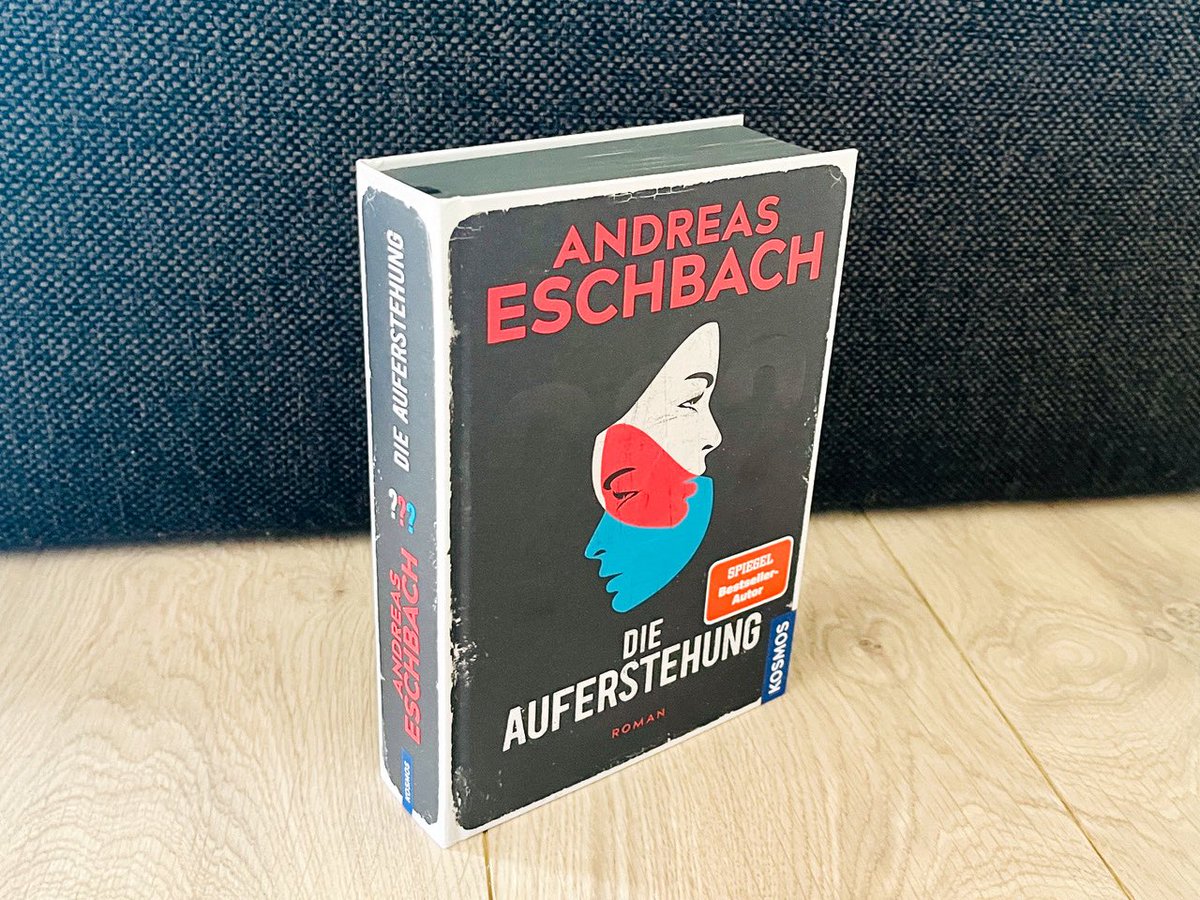 ANDREAS
ESCHBACH
SPIEGEL
Bestseller-
Autor
DIE
AUFERSTEHUNG
ROMAN
KOSMOS
DIE AUFERSTEHUNG
???
ANDREAS
ESCHBACH
KOSMOS